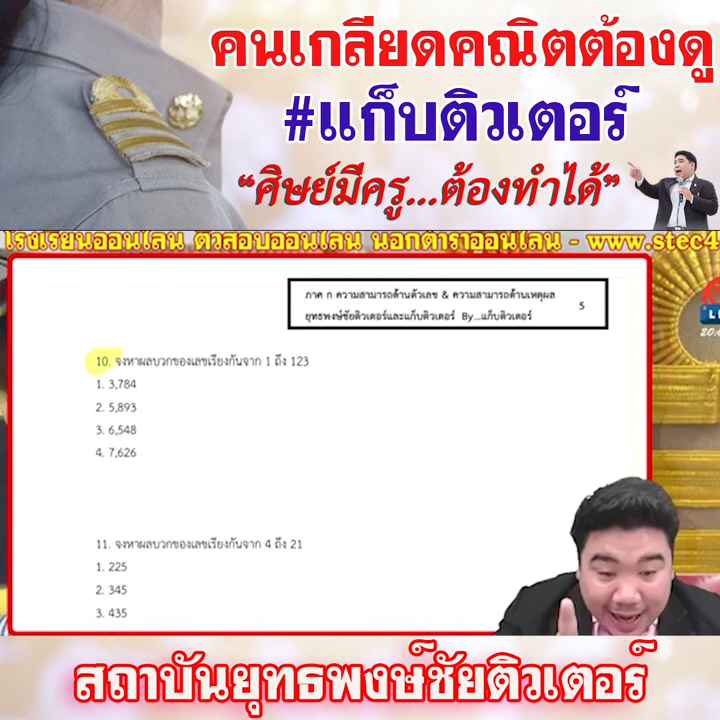 คนเกลียดคณิตต้องดู
#แก็บติวเตอร์
“ศิษย์มีครู...ต้องทำได้”
โรงเรียนออนไลน์ ติวสอบออนไลน์ นอกตำราออนไลน์ - www.stec4
ภาค ก ความสามารถด้านตัวเลข & ความสามารถด้านเหตุผล 5
ยุทธพงษ์ชัยติวเตอร์และแก็บติวเตอร์ By...แก็บติวเตอร์
10. จงหาผลบวกของเลขเรียงกันจาก 1 ถึง 123
1. 3,784
2. 5,893
3. 6,548
4. 7,626
11. จงหาผลบวกของเลขเรียงกันจาก 4 ถึง 21
1. 225
2. 345
3. 435
สถาบันยุทธพงษ์ชัยติวเตอร์